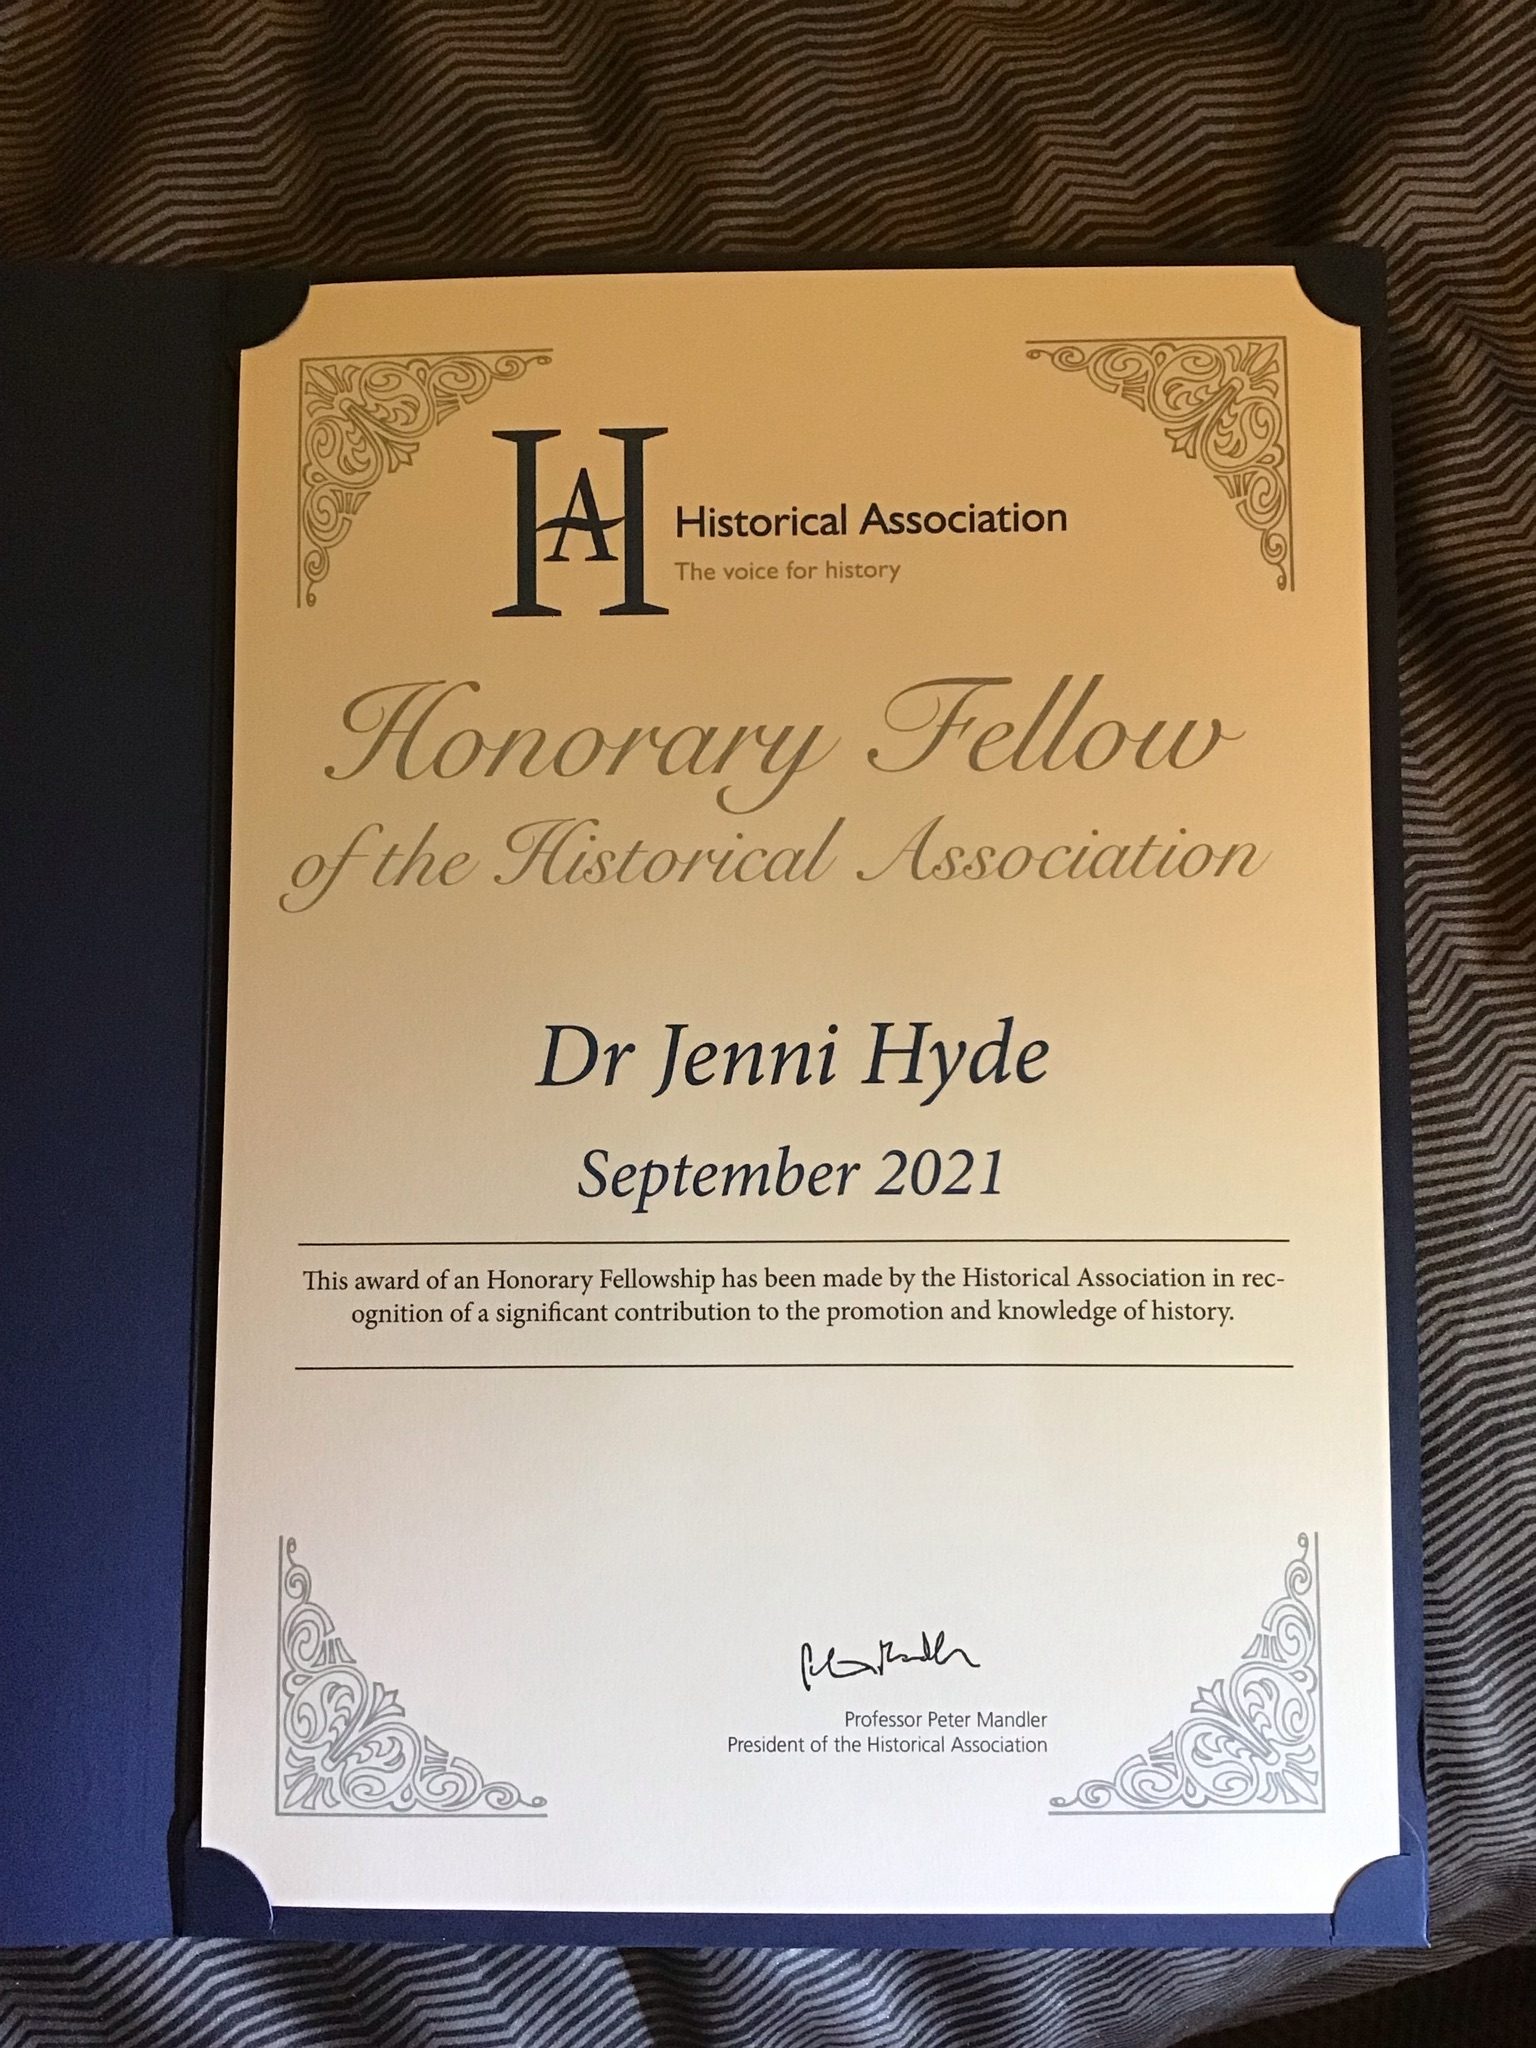 HA
Historical Association
The voice for history
Honorary Fellow
of the Historical Association
Dr Jenni Hyde
September 2021
This award of an Honorary Fellowship has been made by the Historical Association in rec-
ognition of a significant contribution to the promotion and knowledge of history.
Professor Peter Mandler
President of the Historical Association